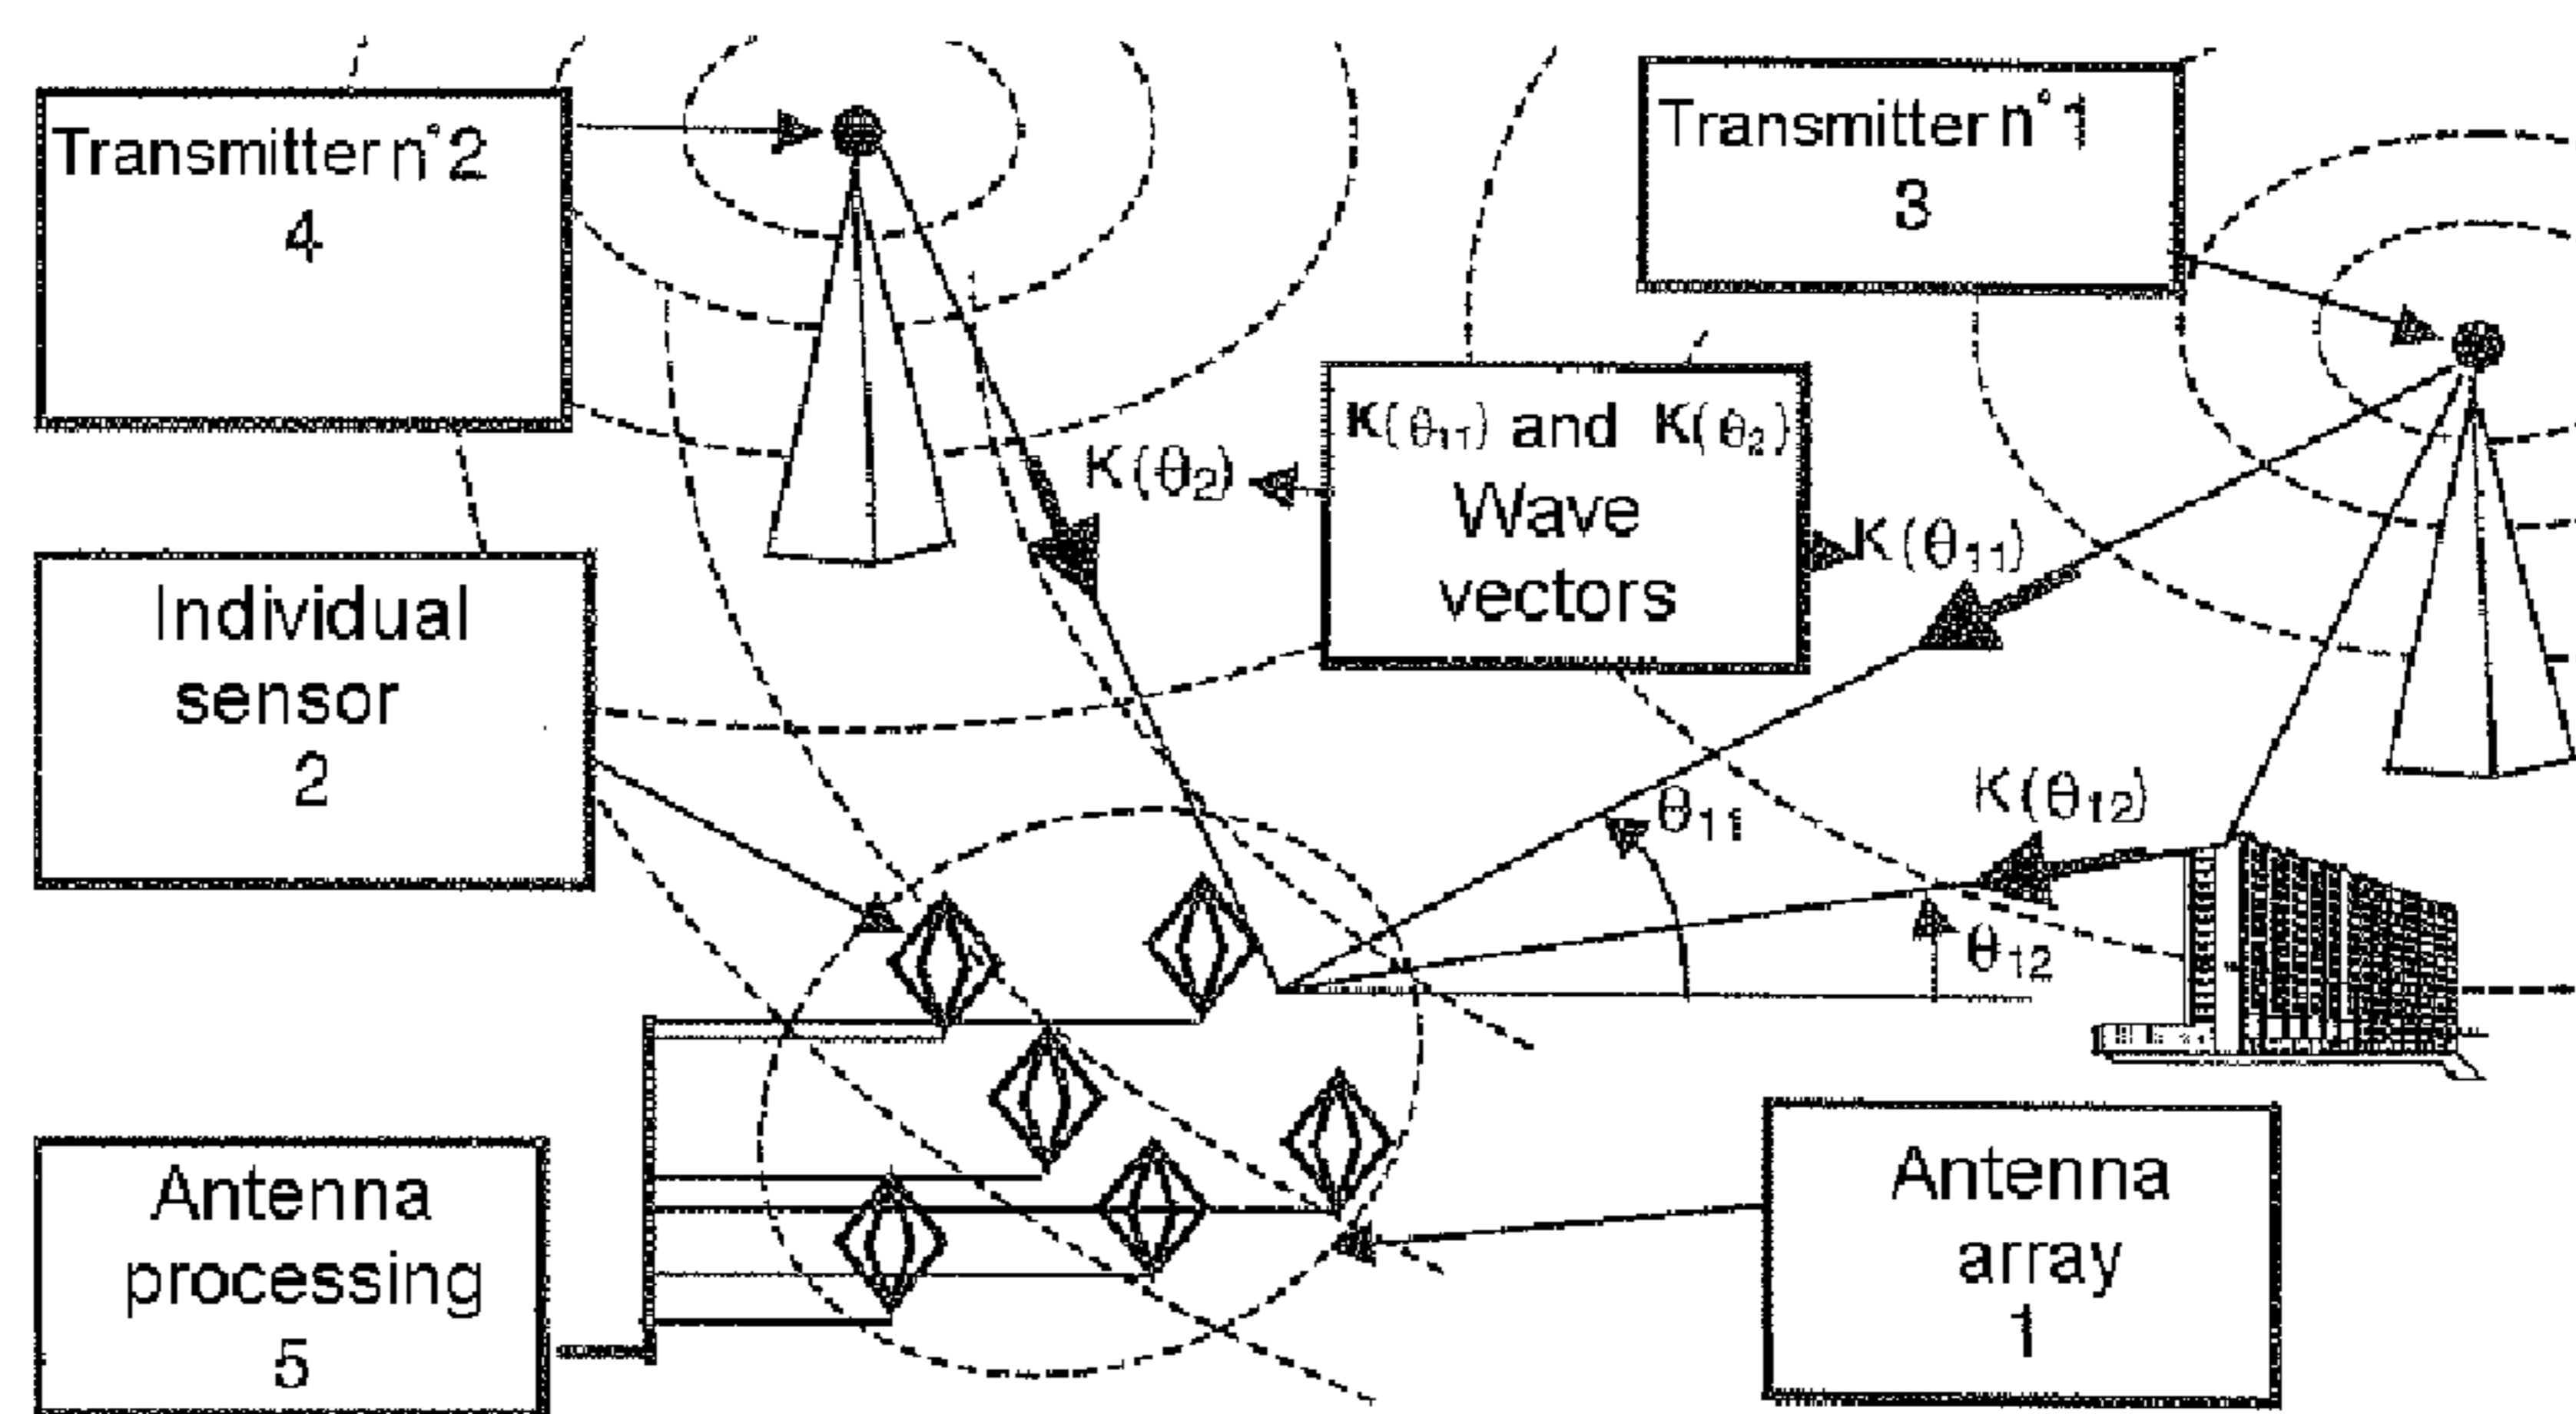 Transmitter n°2
4
Transmitter n°1
3
K(θ11) and K(θ2)
Wave
vectors
K(θ2)
K(θ11)
Individual
sensor
2
K(θ12)
θ11
θ12
Antenna
processing
5
Antenna
array
1